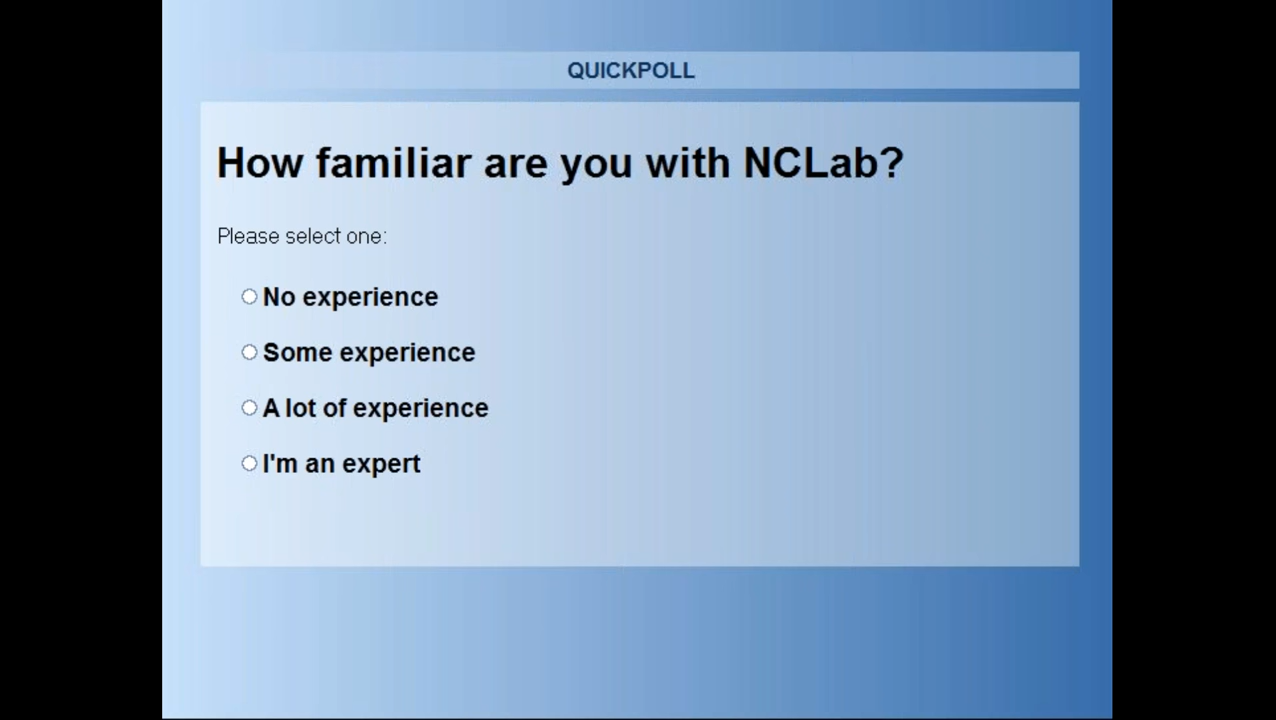 QUICKPOLL
How familiar are you with NCLab?
Please select one:
No experience
Some experience
A lot of experience
I'm an expert